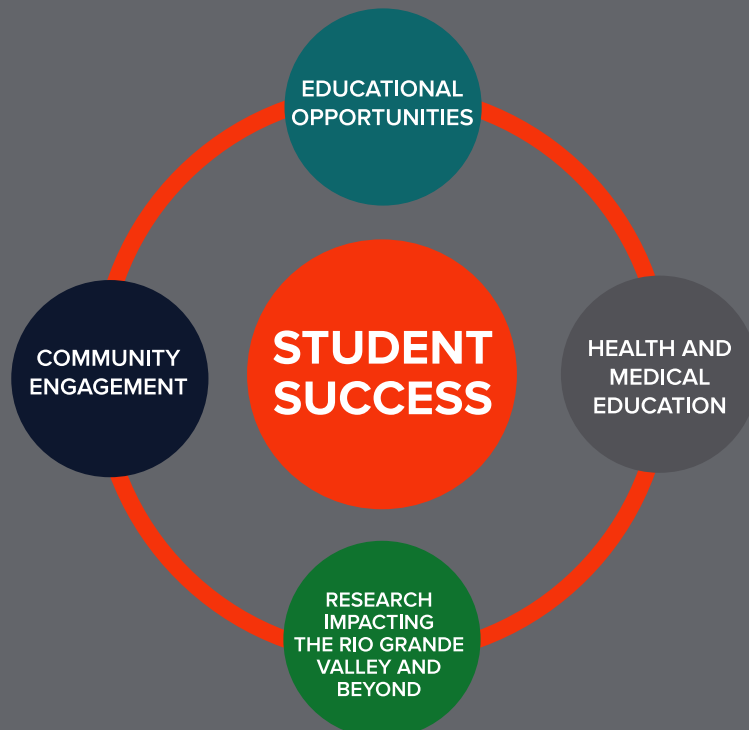 EDUCATIONAL
OPPORTUNITIES
COMMUNITY
ENGAGEMENT
STUDENT
SUCCESS
HEALTH AND
MEDICAL
EDUCATION
RESEARCH
IMPACTING
THE RIO GRANDE
VALLEY AND
BEYOND